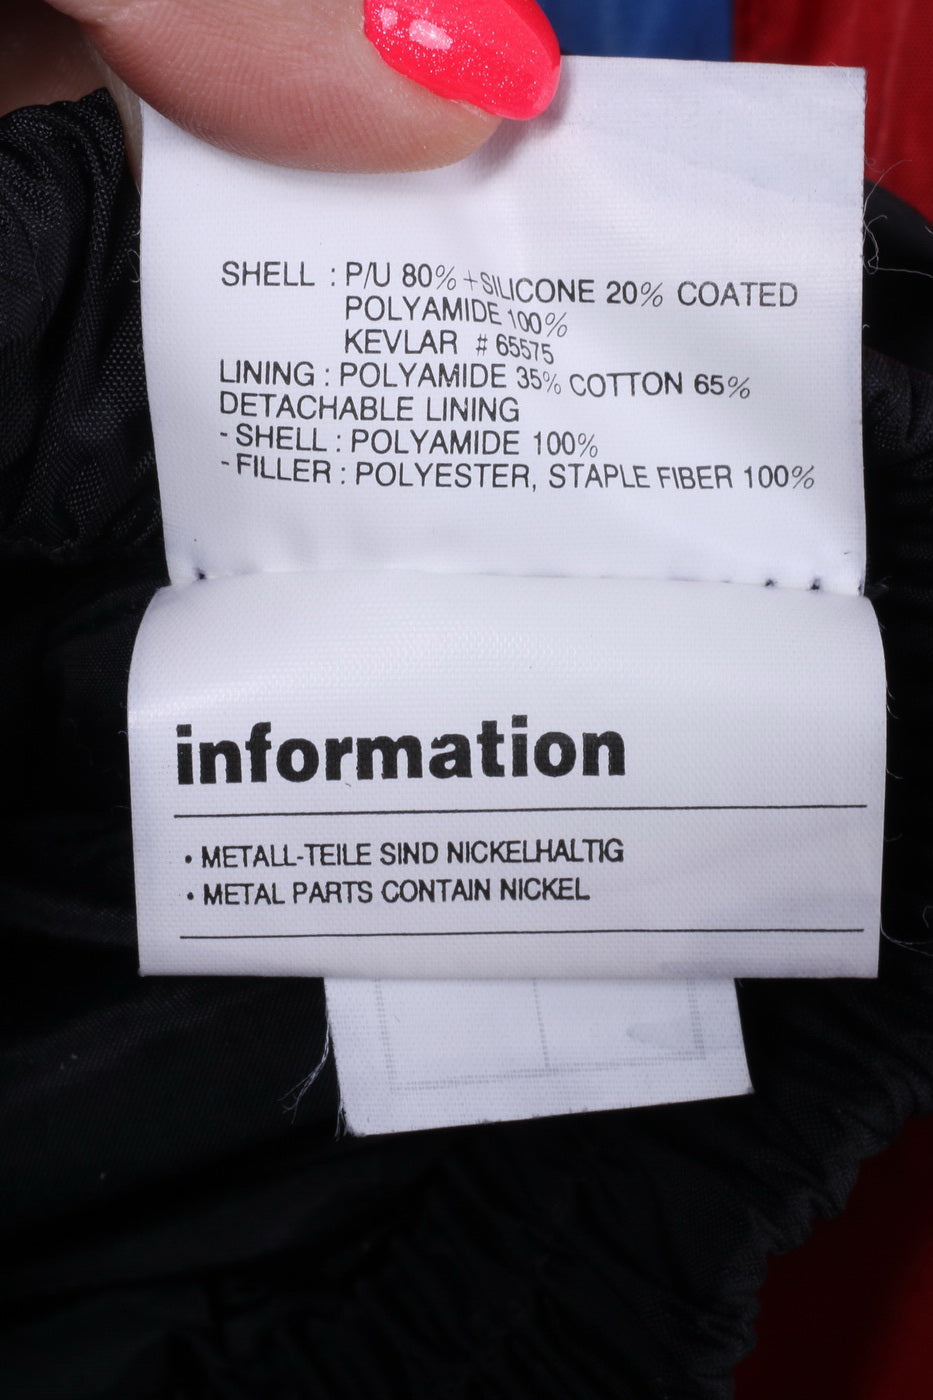 SHELL : P/U 80% + SILICONE 20% COATED
POLYAMIDE 100%
KEVLAR # 65575
LINING : POLYAMIDE 35% COTTON 65%
DETACHABLE LINING
- SHELL : POLYAMIDE 100%
- FILLER : POLYESTER, STAPLE FIBER 100%
information
• METALL-TEILE SIND NICKELHALTIG
• METAL PARTS CONTAIN NICKEL